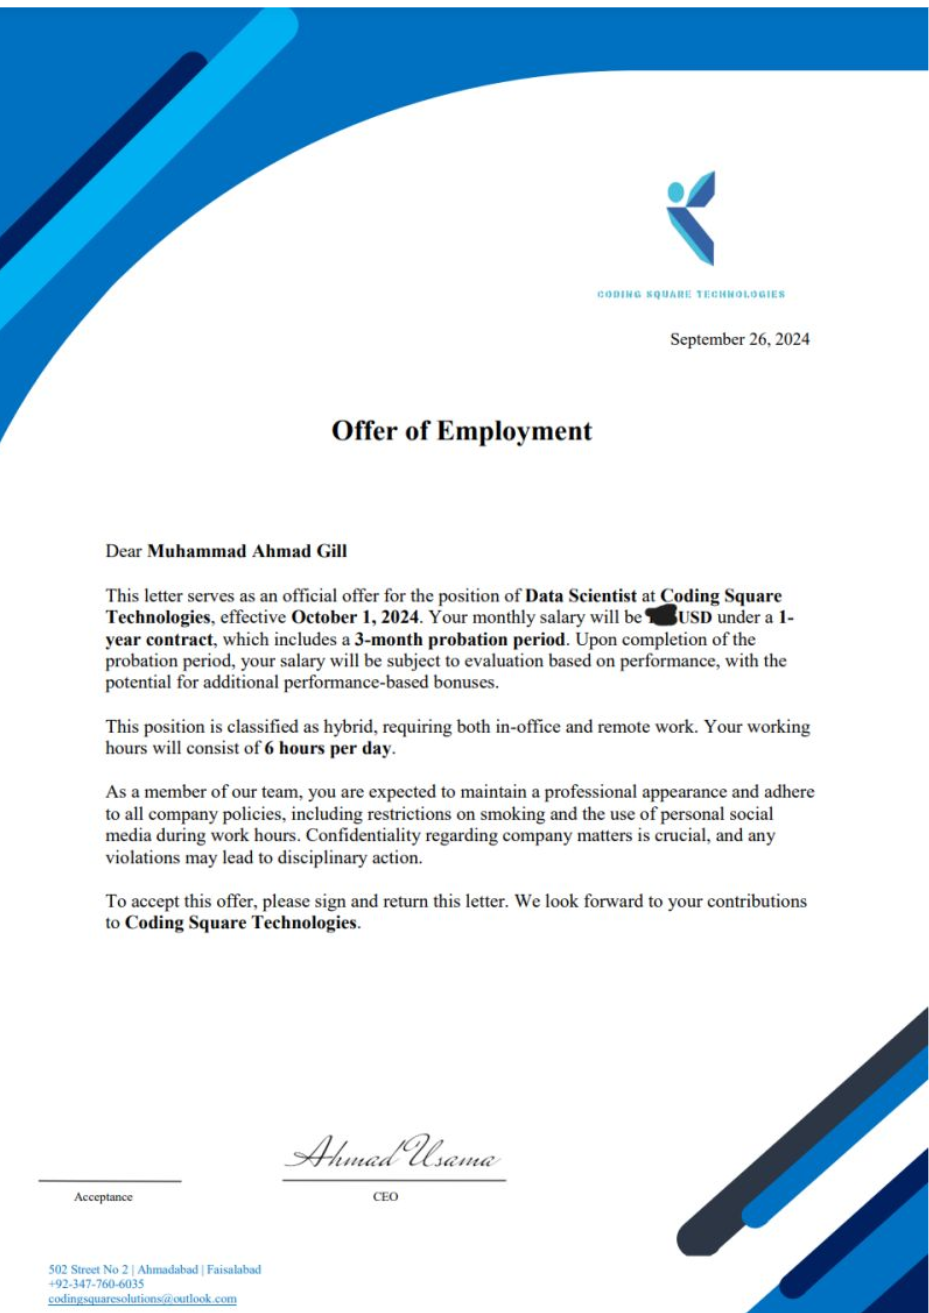 CODING SQUARE TECHNOLOGIES
September 26, 2024
Offer of Employment
Dear Muhammad Ahmad Gill
This letter serves as an official offer for the position of Data Scientist at Coding Square
Technologies, effective October 1, 2024. Your monthly salary will be USD under a 1-
year contract, which includes a 3-month probation period. Upon completion of the
probation period, your salary will be subject to evaluation based on performance, with the
potential for additional performance-based bonuses.
This position is classified as hybrid, requiring both in-office and remote work. Your working
hours will consist of 6 hours per day.
As a member of our team, you are expected to maintain a professional appearance and adhere
to all company policies, including restrictions on smoking and the use of personal social
media during work hours. Confidentiality regarding company matters is crucial, and any
violations may lead to disciplinary action.
To accept this offer, please sign and return this letter. We look forward to your contributions
to Coding Square Technologies.
Ahmad Usama
Acceptance
CEO
502 Street No 2 | Ahmadabad | Faisalabad
+92-347-760-6035
codingsquaresolutions@outlook.com